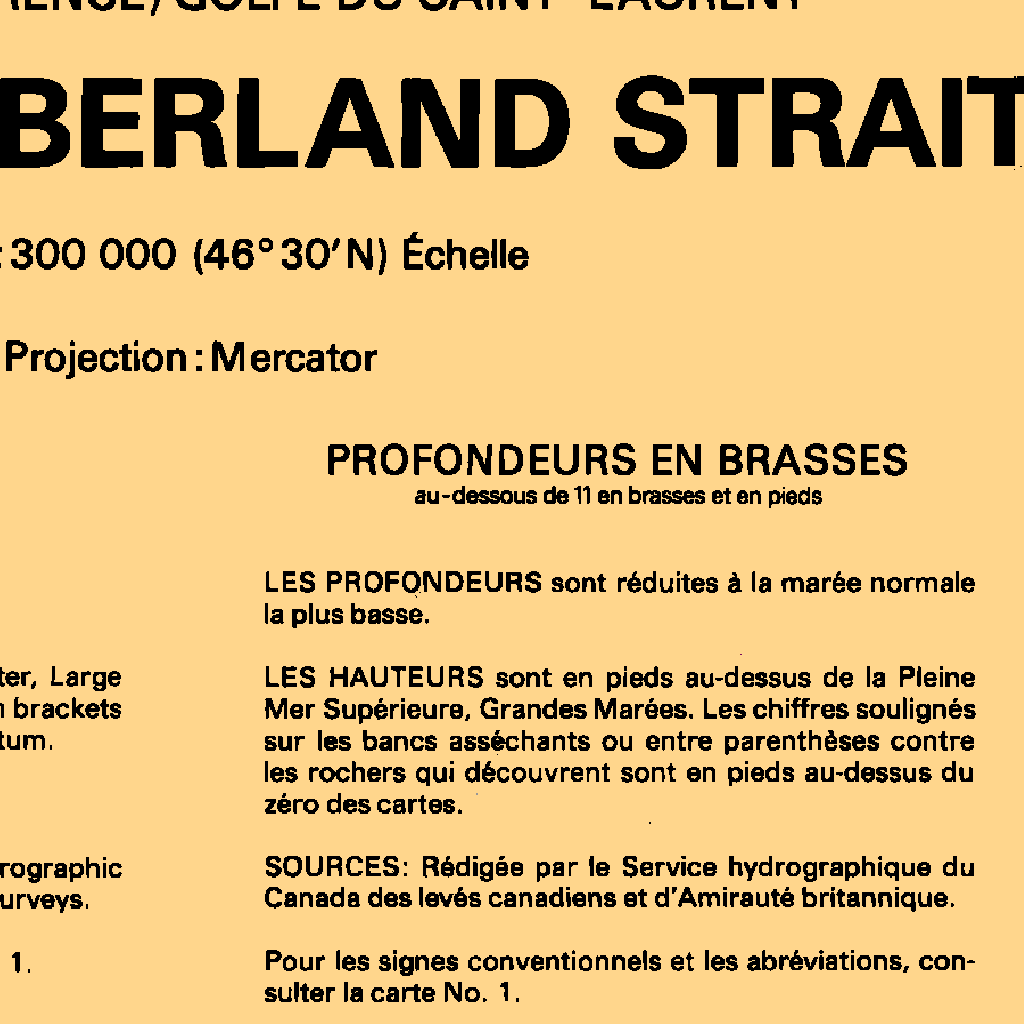 GOLFE DU SAINT-LAURENT
BERLAND STRAIT
300 000 (46°30'N) Échelle
Projection: Mercator
PROFONDEURS EN BRASSES
au-dessous de 11 en brasses et en pieds
LES PROFONDEURS sont réduites à la marée normale
la plus basse.
ter, Large
brackets
tum.
LES HAUTEURS sont en pieds au-dessus de la Pleine
Mer Supérieure, Grandes Marées. Les chiffres soulignés
sur les bancs asséchants ou entre parenthèses contre
les rochers qui découvrent sont en pieds au-dessus du
zéro des cartes.
rographic
urveys.
SOURCES: Rédigée par le Service hydrographique du
Canada des levés canadiens et d'Amirauté britannique.
1.
Pour les signes conventionnels et les abréviations, con-
sulter la carte No. 1.